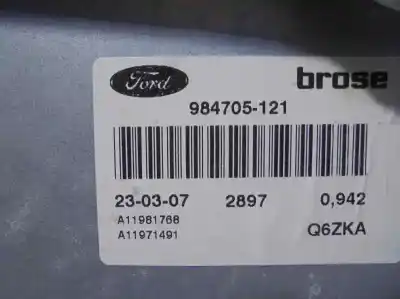 Ford brose
984705-121
23-03-07 2897 0,942
A11981768
A11971491 Q6ZKA